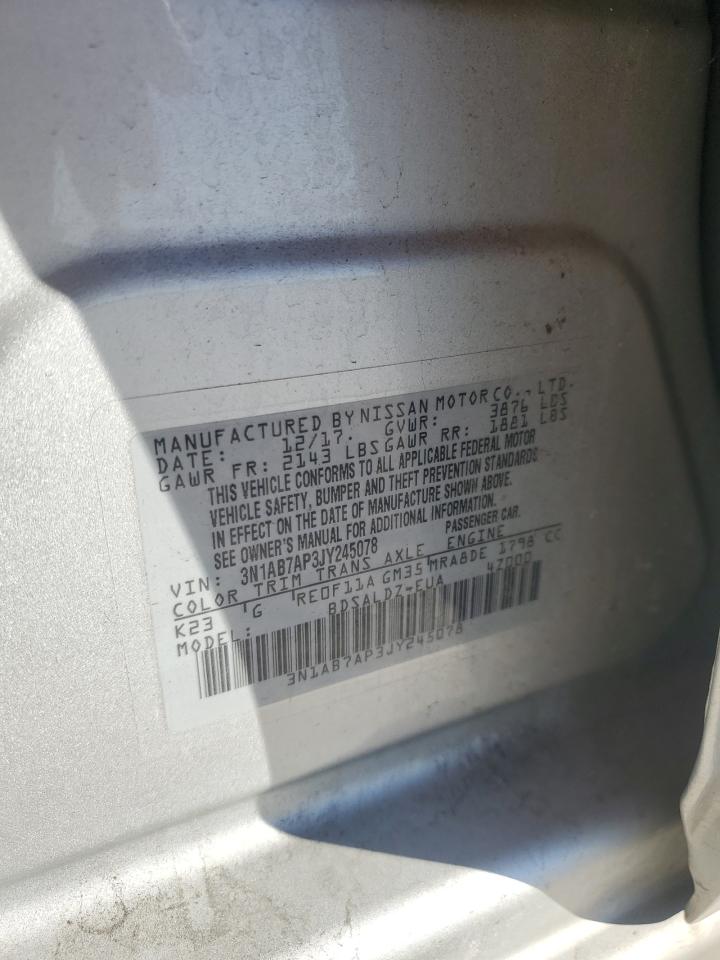 MANUFACTURED BY NISSAN MOTOR CO., LTD.
DATE: 12/17. GVWR: 3876 LBS
GAWR FR: 2143 LBS GAWR RR: 1881 LBS
THIS VEHICLE CONFORMS TO ALL APPLICABLE FEDERAL MOTOR
VEHICLE SAFETY, BUMPER AND THEFT PREVENTION STANDARDS
IN EFFECT ON THE DATE OF MANUFACTURE SHOWN ABOVE.
SEE OWNER'S MANUAL FOR ADDITIONAL INFORMATION.
VIN: 3N1AB7AP3JY245078 PASSENGER CAR.
COLOR TRIM TRANS AXLE ENGINE
K23 G RE0F11A GM35 MRA8DE 1798 CC
MODEL: BDSALDZ-EUA 4Z000
3N1AB7AP3JY245078